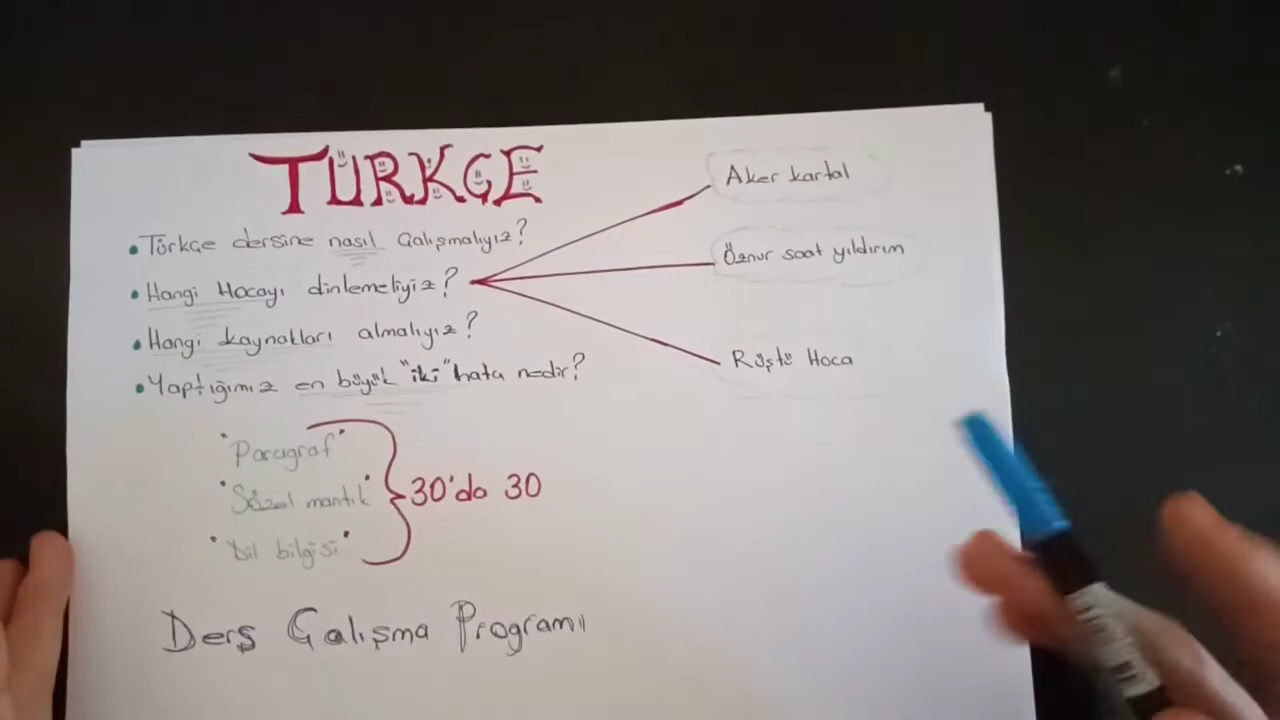 TÜRKÇE
• Türkçe dersine nasıl Çalışmalıyız?
• Hangi Hocayı dinlemeliyiz?
• Hangi kaynakları almalıyız?
• Yaptığımız en büyük "iki" hata nedir?
Aker kartal
Öznur saat yıldırım
Rüştü Hoca
"Paragraf"
"Sözel mantık"
"Dil bilgisi"
30'da 30
Ders Çalışma Programı